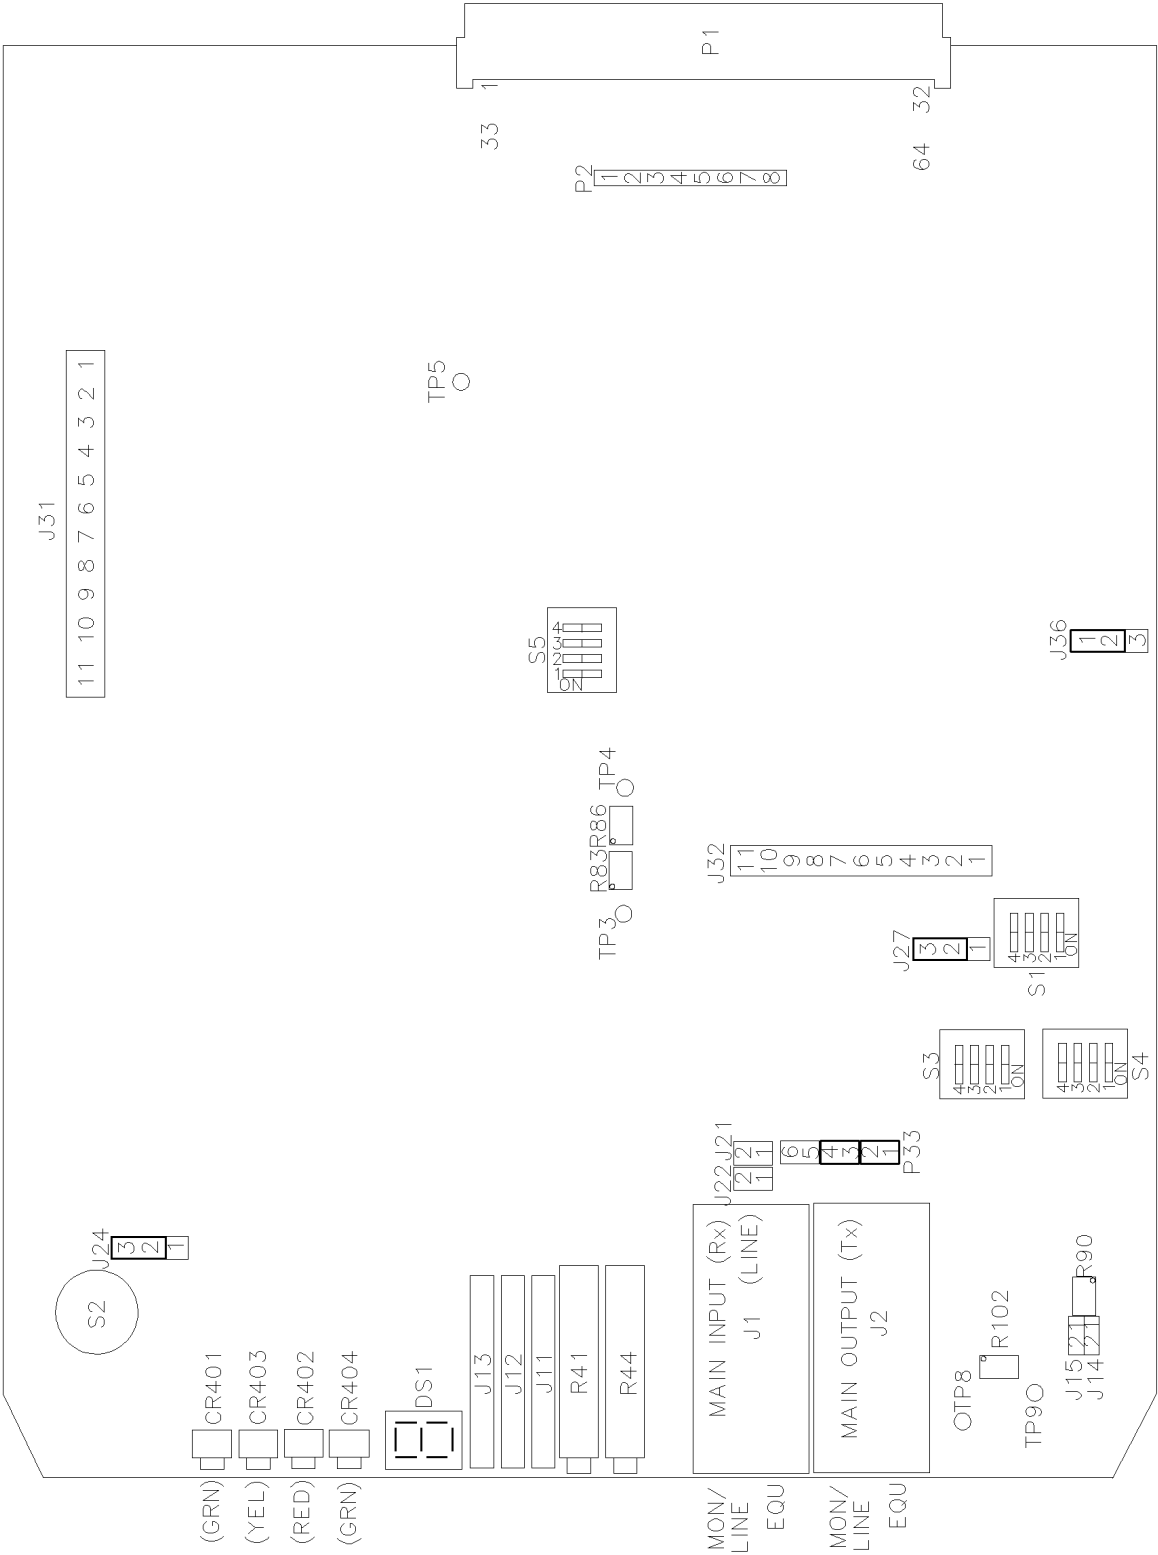 P1
1
33
32
64
P2
1
2
3
4
5
6
7
8
J31
11 10 9 8 7 6 5 4 3 2 1
TP5
S5
4
3
2
1
ON
J36
1
2
3
TP4
R86
R83
TP3
J32
11
10
9
8
7
6
5
4
3
2
1
J27
3
2
1
S1
4
3
2
1
ON
S3
4
3
2
1
ON
S4
4
3
2
1
ON
J21
2
1
J22
2
1
P33
6
5
4
3
2
1
J24
3
2
1
S2
CR401
(GRN)
CR403
(YEL)
CR402
(RED)
CR404
(GRN)
DS1
J13
J12
J11
R41
R44
MAIN INPUT (Rx)
J1 (LINE)
MON/
LINE
EQU
MAIN OUTPUT (Tx)
J2
MON/
LINE
EQU
TP8
R102
TP9
R90
J15
2 1
J14
2 1